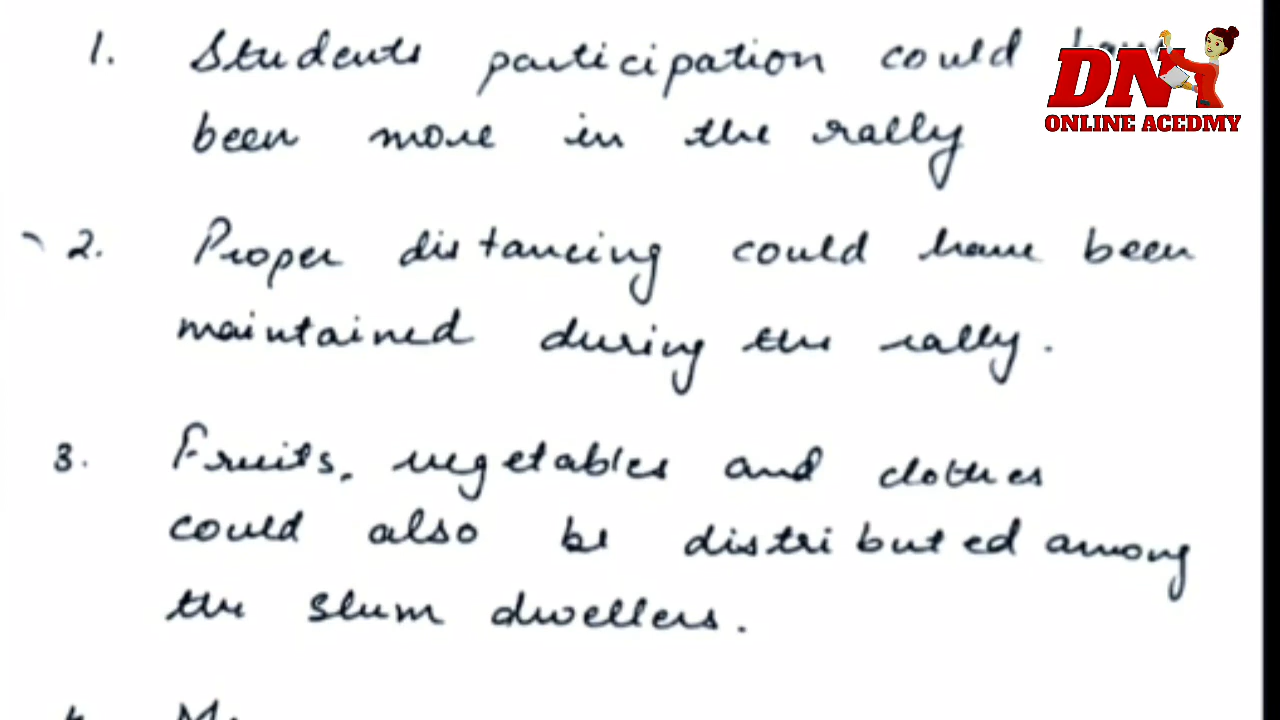 1. Students participation could have
been more in the rally
2. Proper distancing could have been
maintained during the rally.
3. Fruits, vegetables and clothes
could also be distributed among
the slum dwellers.
DN
ONLINE ACEDMY